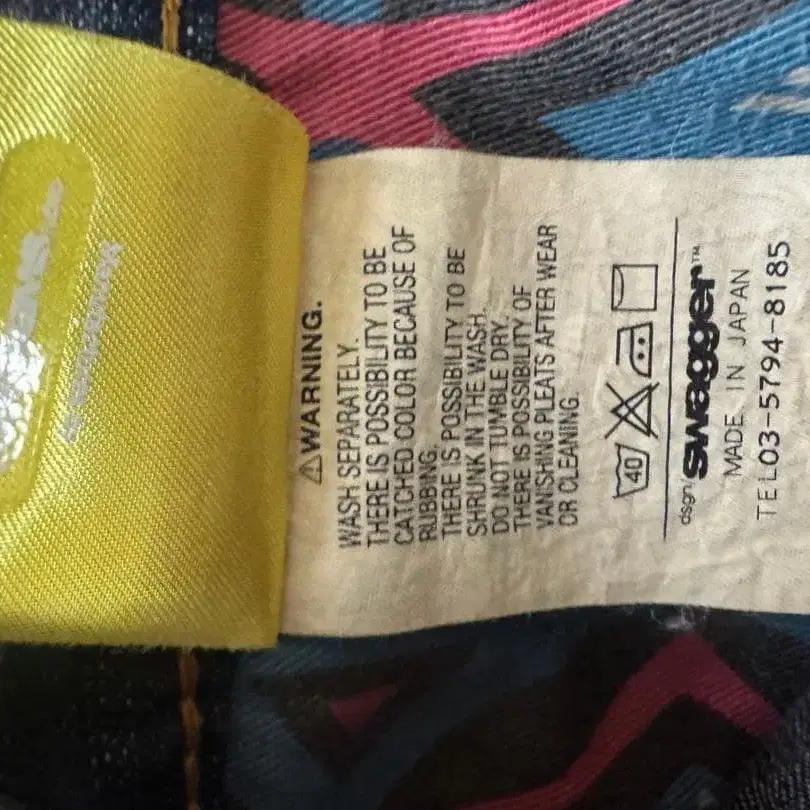 ⚠WARNING.
WASH SEPARATELY.
THERE IS POSSIBILITY TO BE
CATCHED COLOR BECAUSE OF
RUBBING.
THERE IS POSSIBILITY TO BE
SHRUNK IN THE WASH.
DO NOT TUMBLE DRY.
THERE IS POSSIBILITY OF
VANISHING PLEATS AFTER WEAR
OR CLEANING.
40
dsgn/swagger™
MADE IN JAPAN
TEL03-5794-8185